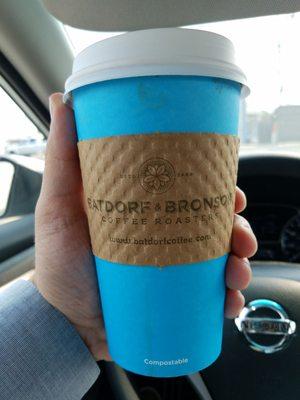 BATDORF & BRONSON
COFFEE ROASTERS
www.batdorfcoffee.com
Compostable